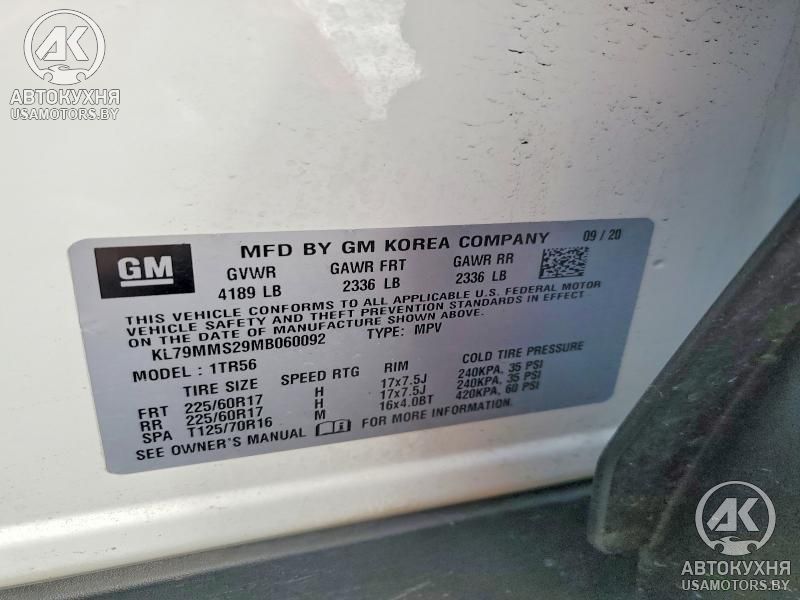 AK
АВТОКУХНЯ
USAMOTORS.BY
GM
MFD BY GM KOREA COMPANY 09 / 20
GVWR GAWR FRT GAWR RR
4189 LB 2336 LB 2336 LB
THIS VEHICLE CONFORMS TO ALL APPLICABLE U.S. FEDERAL MOTOR
VEHICLE SAFETY AND THEFT PREVENTION STANDARDS IN EFFECT
ON THE DATE OF MANUFACTURE SHOWN ABOVE.
KL79MMS29MB060092 TYPE: MPV
MODEL : 1TR56
TIRE SIZE SPEED RTG RIM COLD TIRE PRESSURE
FRT 225/60R17 H 17x7.5J 240KPA, 35 PSI
RR 225/60R17 H 17x7.5J 240KPA, 35 PSI
SPA T125/70R16 M 16x4.0BT 420KPA, 60 PSI
SEE OWNER'S MANUAL FOR MORE INFORMATION.
AK
АВТОКУХНЯ
USAMOTORS.BY